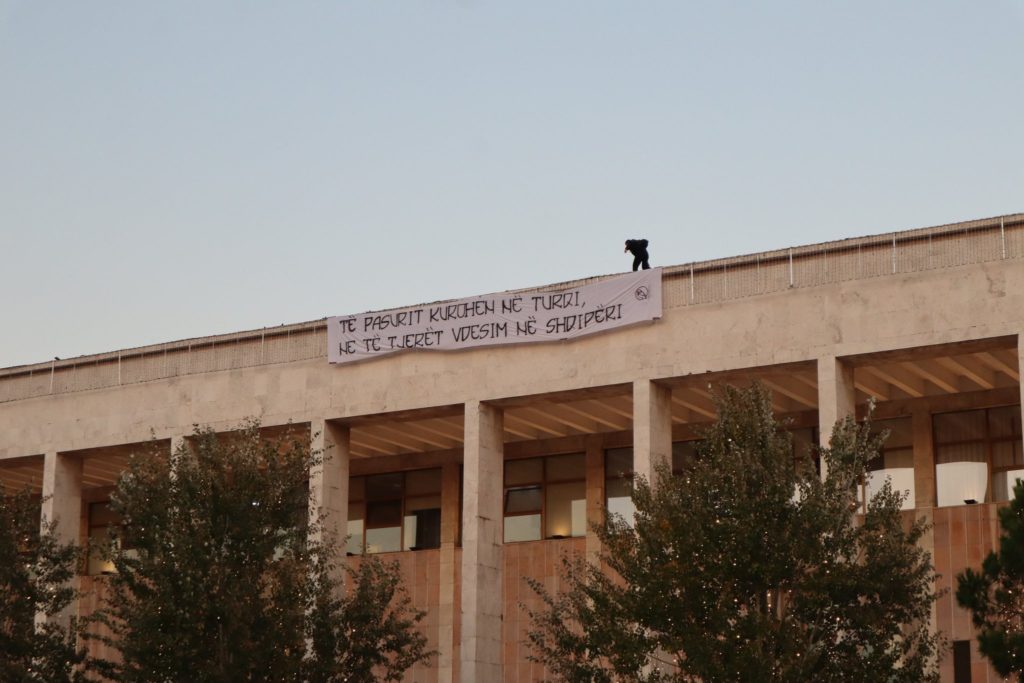 TË PASURIT KUROHEN NË TURQI,
NE TË TJERËT VDESIM NË SHQIPËRI